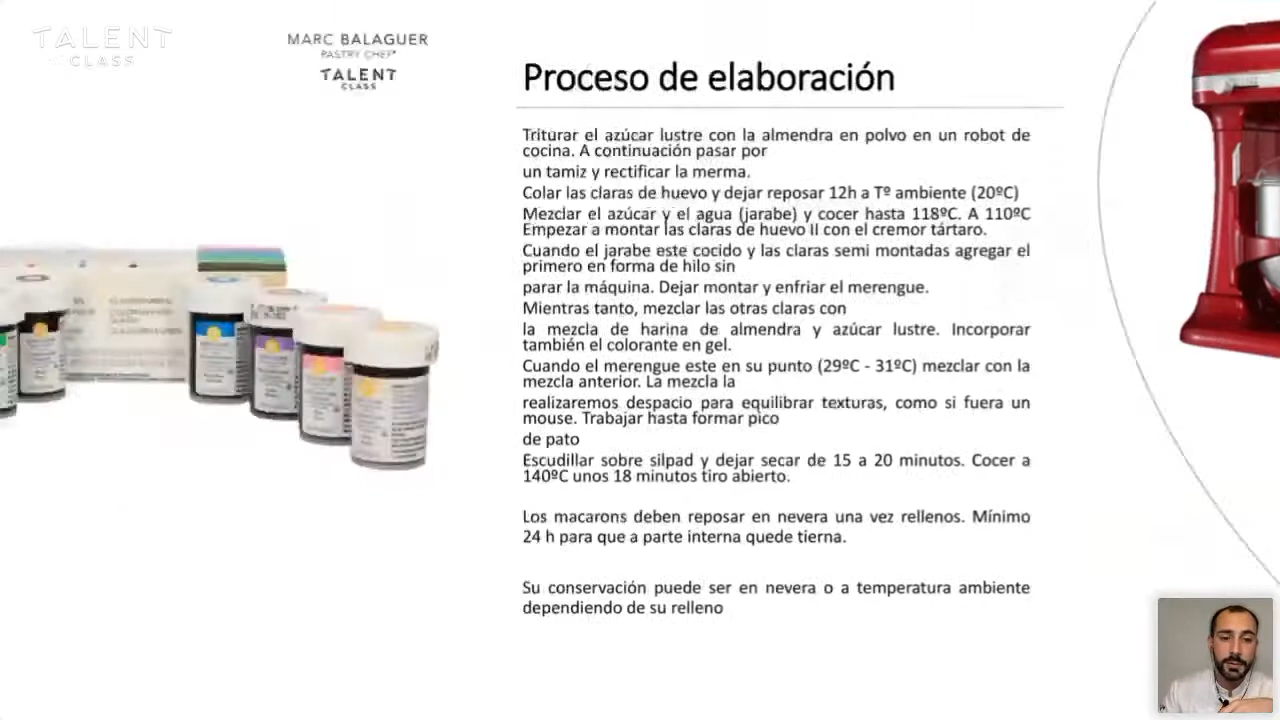 TALENT
CLASS
MARC BALAGUER
PASTRY CHEF®
TALENT
CLASS
Proceso de elaboración
Triturar el azúcar lustre con la almendra en polvo en un robot de
cocina. A continuación pasar por
un tamiz y rectificar la merma.
Colar las claras de huevo y dejar reposar 12h a Tº ambiente (20ºC)
Mezclar el azúcar y el agua (jarabe) y cocer hasta 118ºC. A 110ºC
Empezar a montar las claras de huevo II con el cremor tártaro.
Cuando el jarabe este cocido y las claras semi montadas agregar el
primero en forma de hilo sin
parar la máquina. Dejar montar y enfriar el merengue.
Mientras tanto, mezclar las otras claras con
la mezcla de harina de almendra y azúcar lustre. Incorporar
también el colorante en gel.
Cuando el merengue este en su punto (29ºC - 31ºC) mezclar con la
mezcla anterior. La mezcla la
realizaremos despacio para equilibrar texturas, como si fuera un
mouse. Trabajar hasta formar pico
de pato
Escudillar sobre silpad y dejar secar de 15 a 20 minutos. Cocer a
140ºC unos 18 minutos tiro abierto.
Los macarons deben reposar en nevera una vez rellenos. Mínimo
24 h para que a parte interna quede tierna.
Su conservación puede ser en nevera o a temperatura ambiente
dependiendo de su relleno